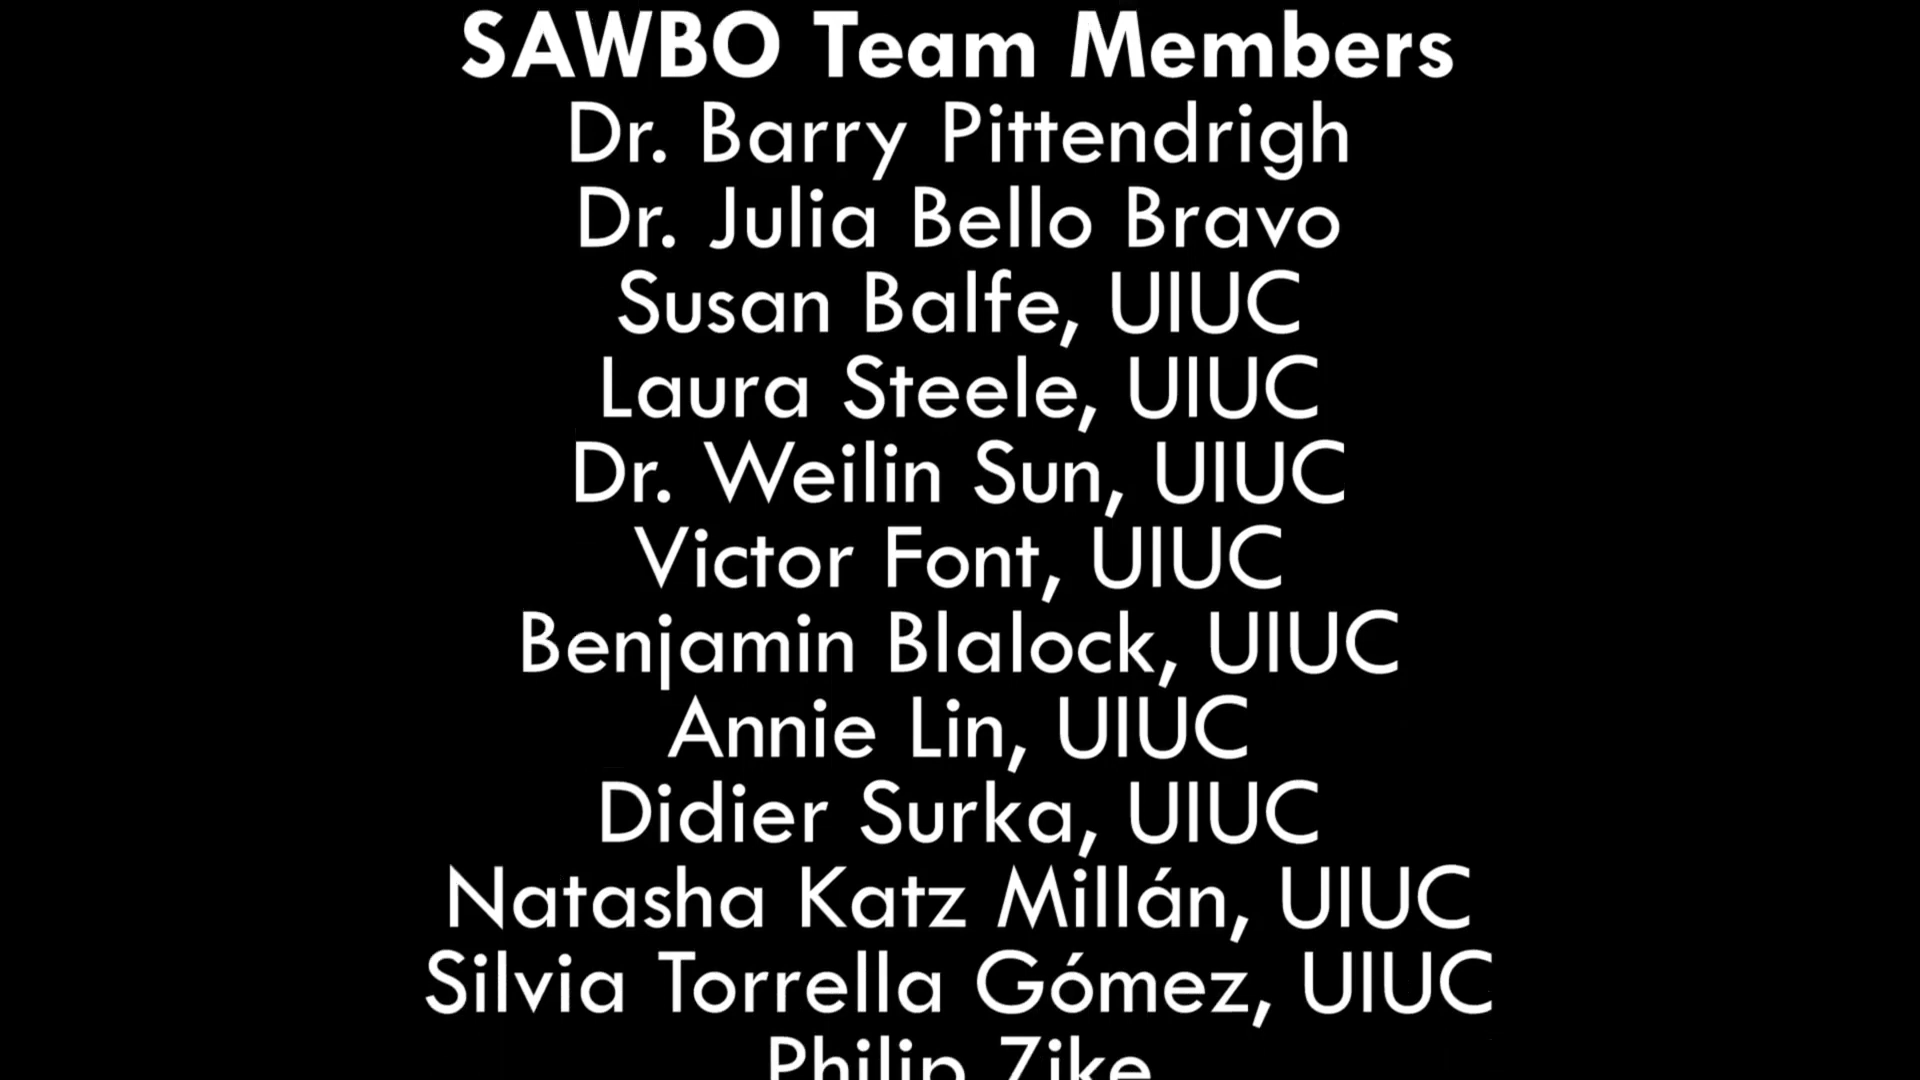 SAWBO Team Members
Dr. Barry Pittendrigh
Dr. Julia Bello Bravo
Susan Balfe, UIUC
Laura Steele, UIUC
Dr. Weilin Sun, UIUC
Victor Font, UIUC
Benjamin Blalock, UIUC
Annie Lin, UIUC
Didier Surka, UIUC
Natasha Katz Millán, UIUC
Silvia Torrella Gómez, UIUC
Philip Zike